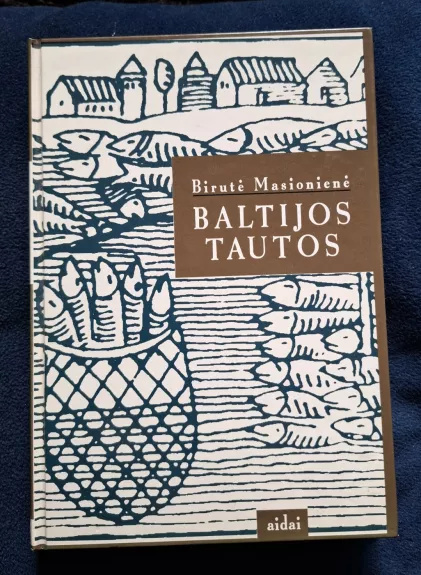 Birutė Masionienė
BALTIJOS
TAUTOS
aidai